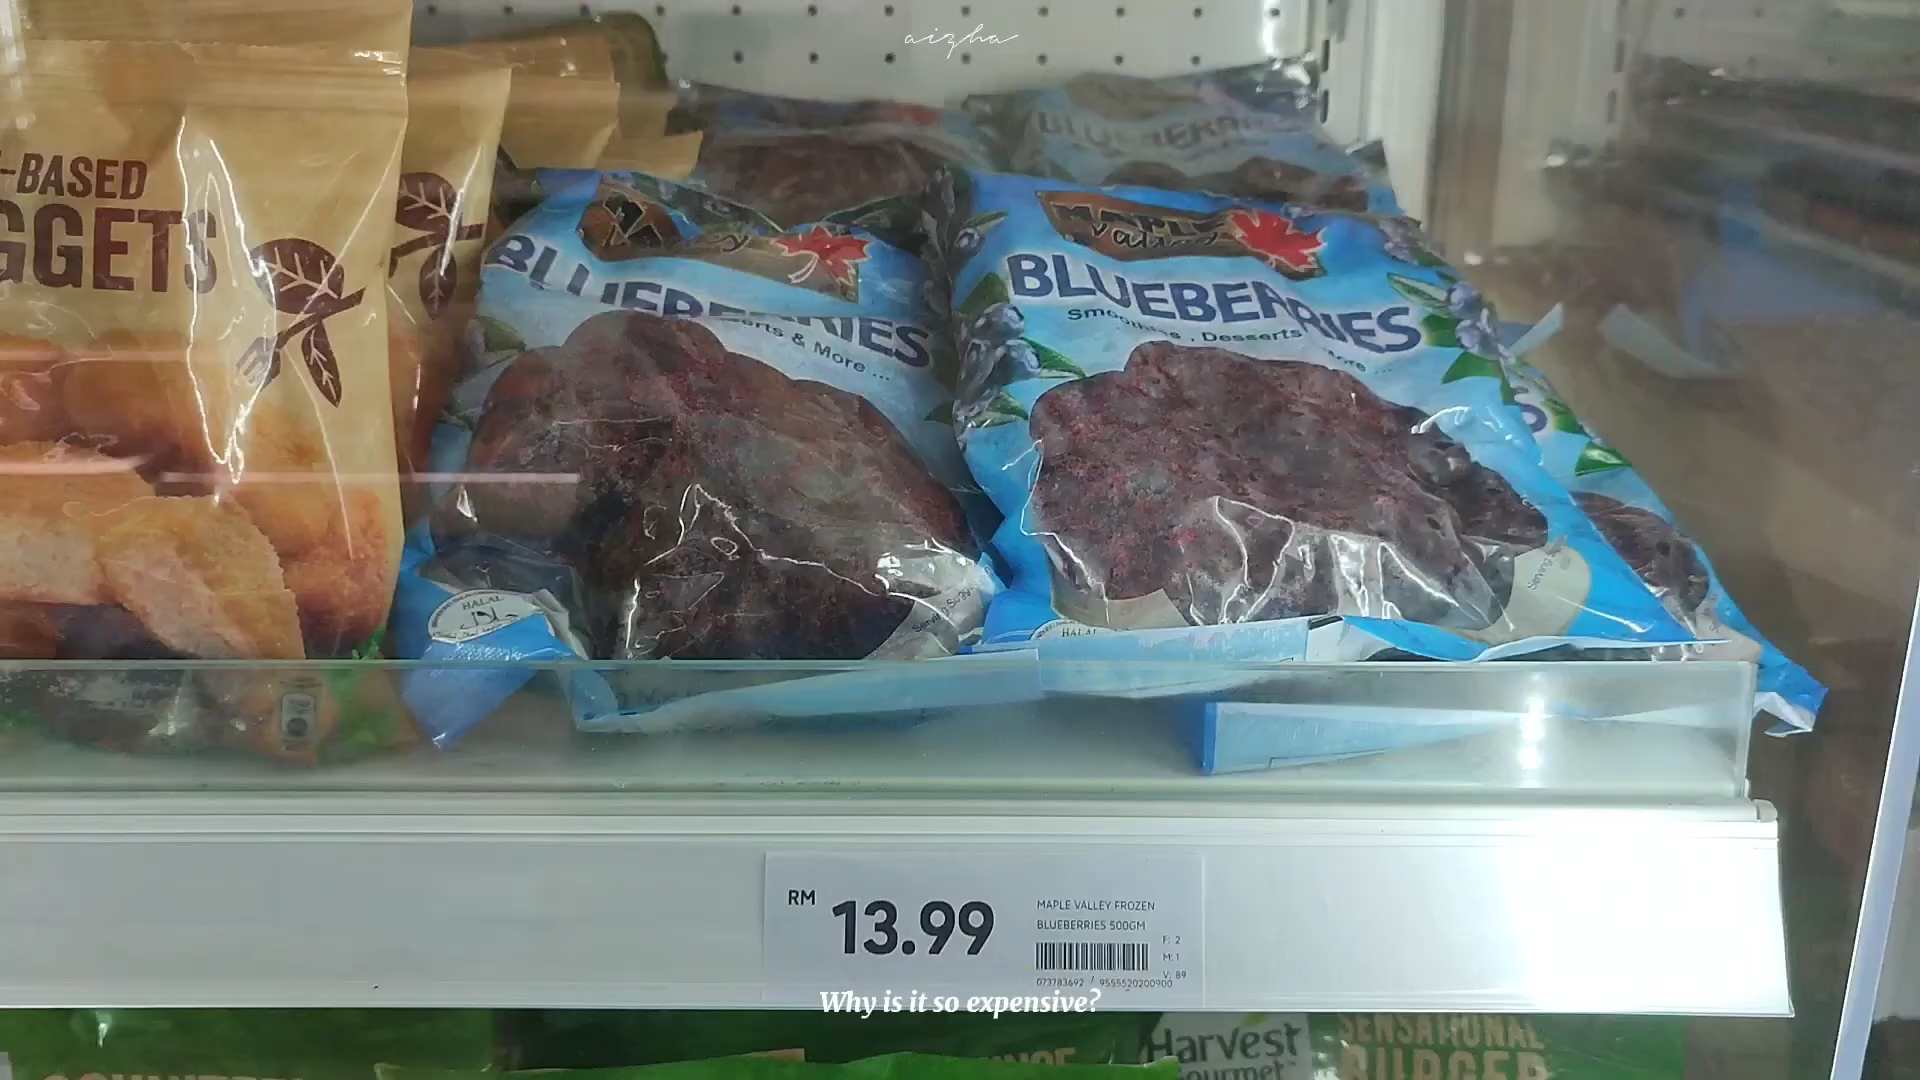 aizha
-BASED
GGETS
BLUEBERRIES
erts & More ...
HALAL
MAPLE
Valley
BLUEBERRIES
Smoothies, Desserts
HALAL
RM 13.99
MAPLE VALLEY FROZEN
BLUEBERRIES 500GM
F: 2
M: 1
V: 89
073783692 / 9555520200900
Why is it so expensive?
Harvest
Gourmet
SENSATIONAL
BURGER